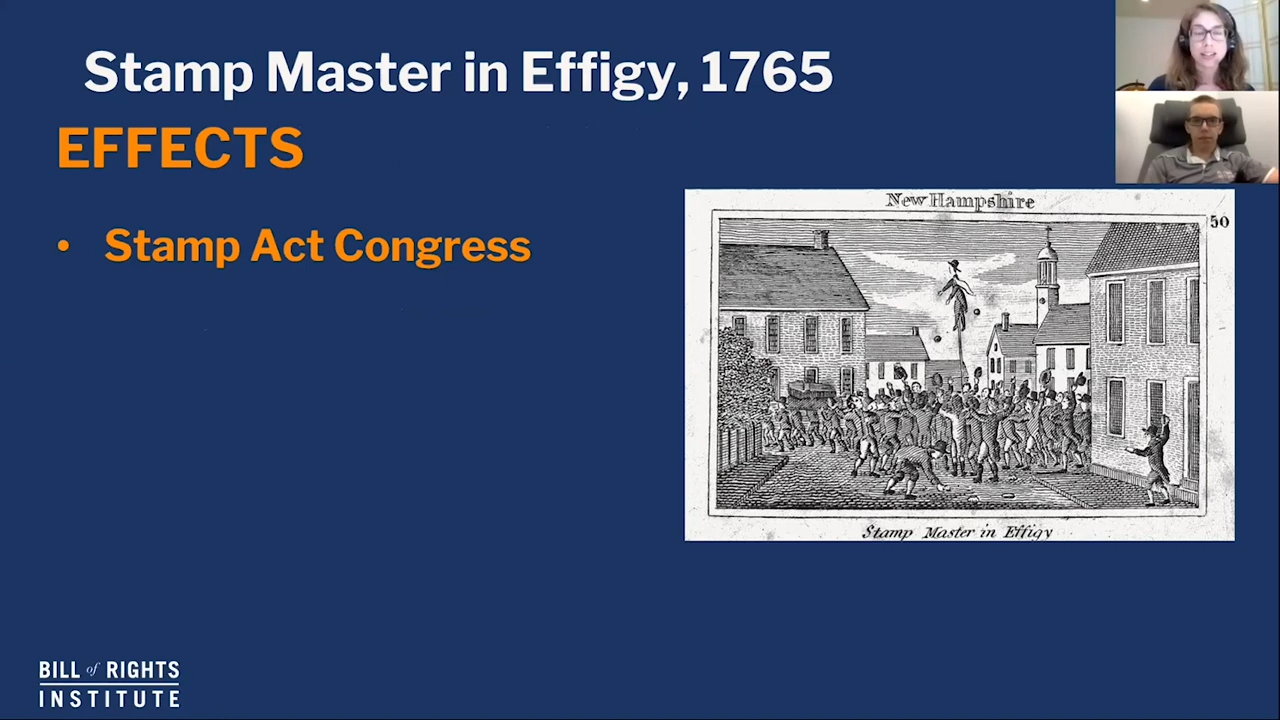 Stamp Master in Effigy, 1765
EFFECTS
• Stamp Act Congress
New Hampshire
50
Stamp Master in Effigy
BILL of RIGHTS
INSTITUTE